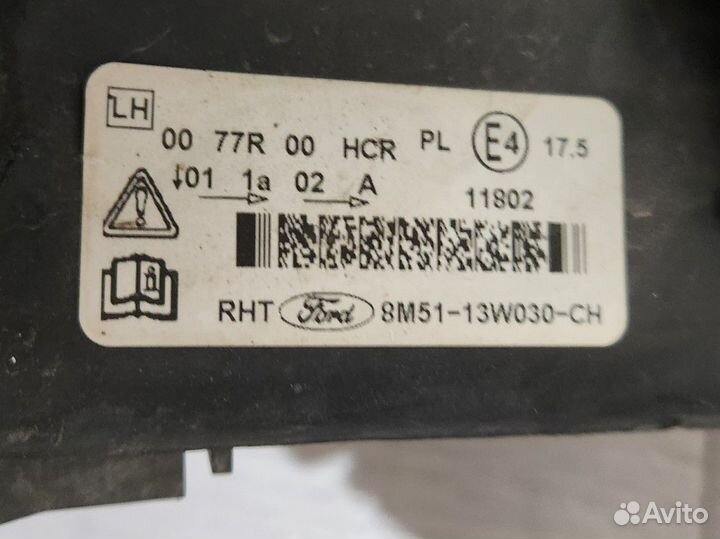 LH
00 77R 00 HCR PL E4 17.5
↓01 1a 02 A 11802
RHT Ford 8M51-13W030-CH
Avito